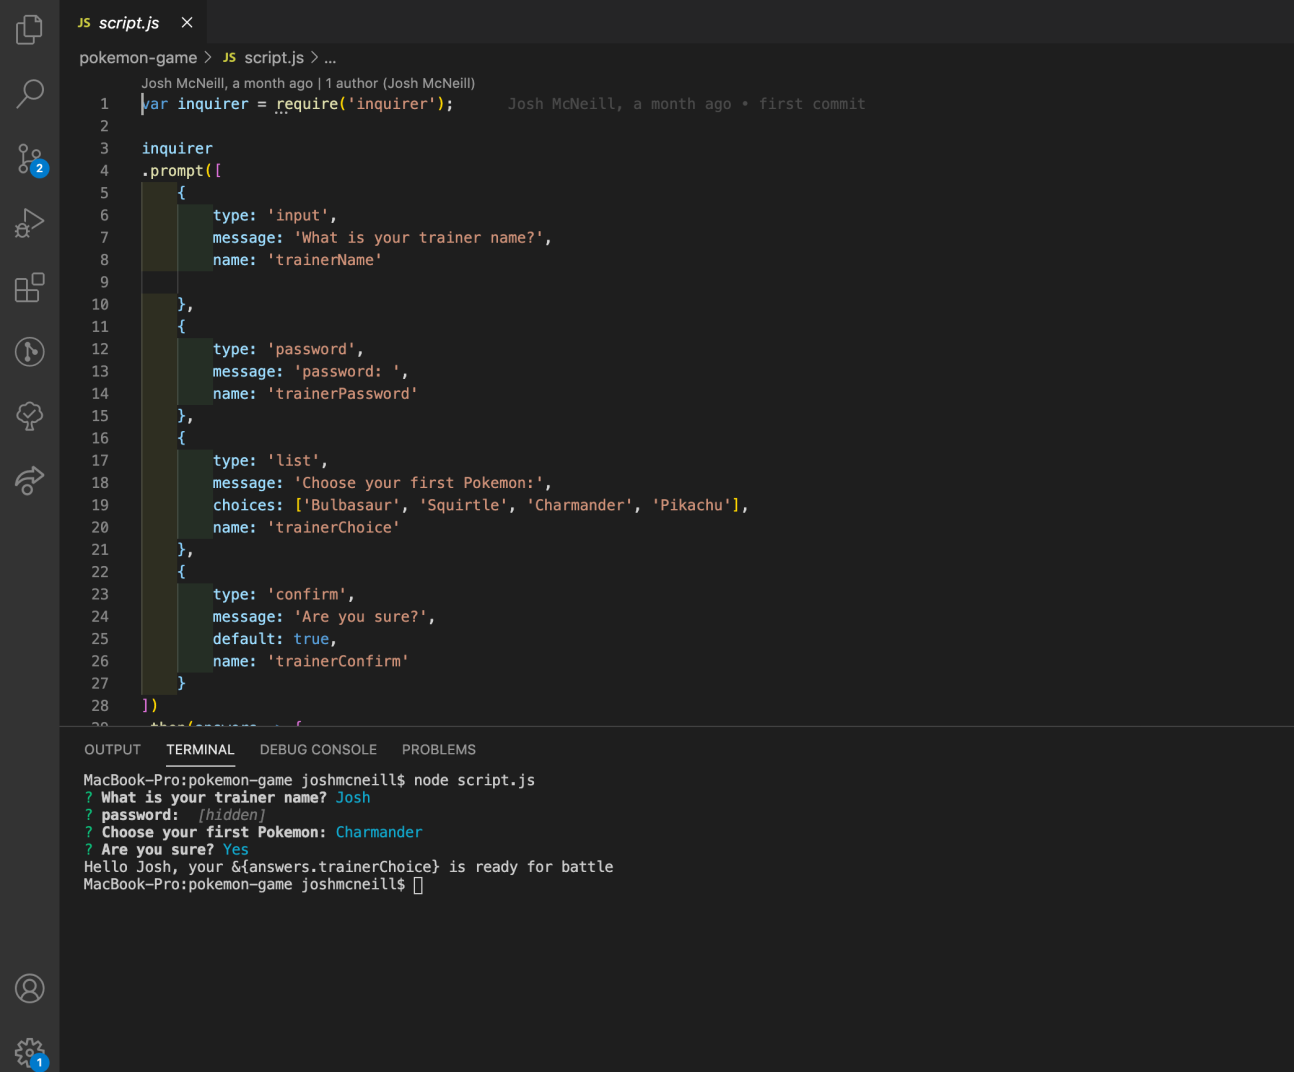 JS script.js
pokemon-game > JS script.js > ...
Josh McNeill, a month ago | 1 author (Josh McNeill)
1 var inquirer = require('inquirer'); Josh McNeill, a month ago • first commit
2
3 inquirer
4 .prompt([
5 {
6 type: 'input',
7 message: 'What is your trainer name?',
8 name: 'trainerName'
9
10 },
11 {
12 type: 'password',
13 message: 'password: ',
14 name: 'trainerPassword'
15 },
16 {
17 type: 'list',
18 message: 'Choose your first Pokemon:',
19 choices: ['Bulbasaur', 'Squirtle', 'Charmander', 'Pikachu'],
20 name: 'trainerChoice'
21 },
22 {
23 type: 'confirm',
24 message: 'Are you sure?',
25 default: true,
26 name: 'trainerConfirm'
27 }
28 ])
2
OUTPUT TERMINAL DEBUG CONSOLE PROBLEMS
MacBook-Pro:pokemon-game joshmcneill$ node script.js
? What is your trainer name? Josh
? password: [hidden]
? Choose your first Pokemon: Charmander
? Are you sure? Yes
Hello Josh, your &{answers.trainerChoice} is ready for battle
MacBook-Pro:pokemon-game joshmcneill$
1